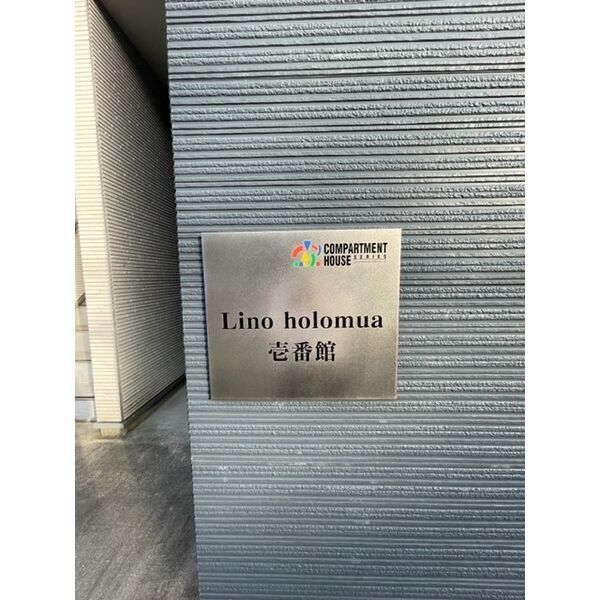 COMPARTMENT
HOUSE SERIES
Lino holomua
壱番館